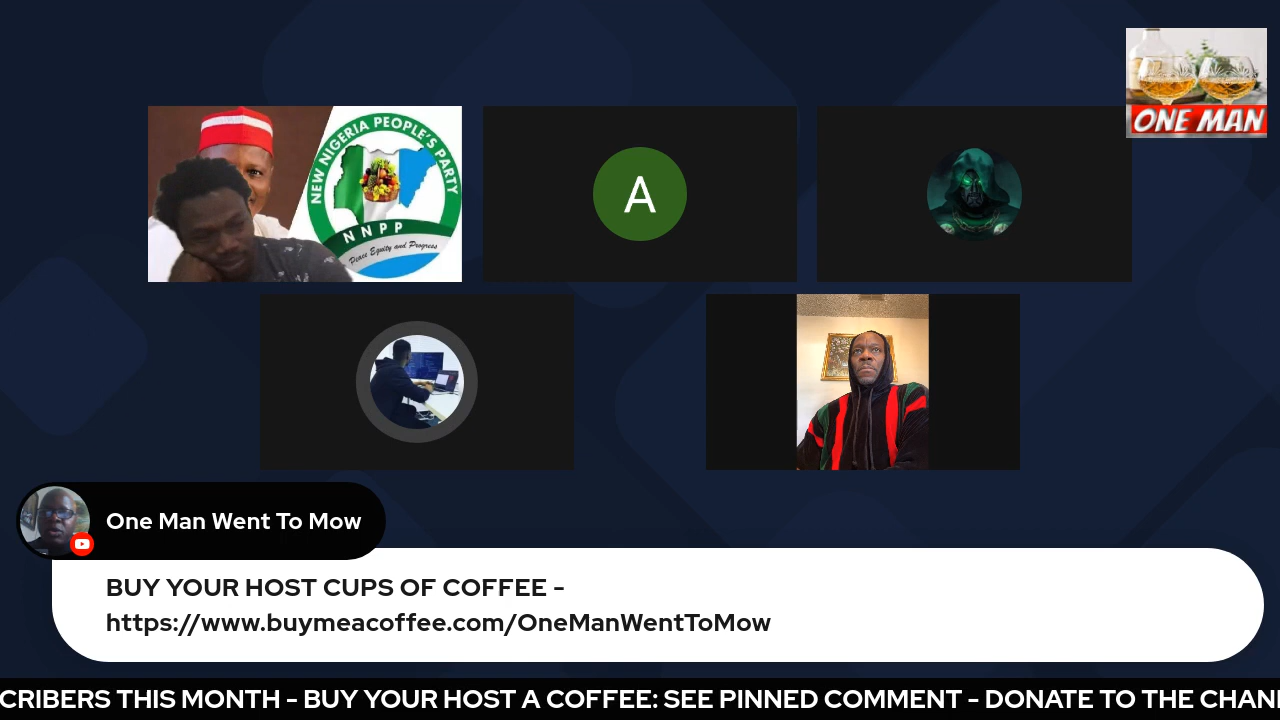 ONE MAN
NEW NIGERIA PEOPLE'S PARTY
NNPP
Peace Equity and Progress
A
One Man Went To Mow
BUY YOUR HOST CUPS OF COFFEE -
https://www.buymeacoffee.com/OneManWentToMow
CRIBERS THIS MONTH - BUY YOUR HOST A COFFEE: SEE PINNED COMMENT - DONATE TO THE CHAN